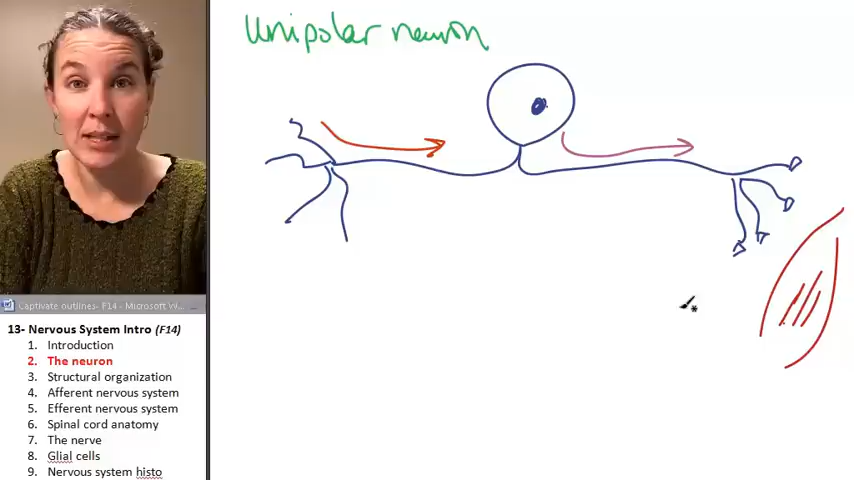 Unipolar neuron
Captivate outlines- F14 - Microsoft W...
13- Nervous System Intro (F14)
1. Introduction
2. The neuron
3. Structural organization
4. Afferent nervous system
5. Efferent nervous system
6. Spinal cord anatomy
7. The nerve
8. Glial cells
9. Nervous system histo